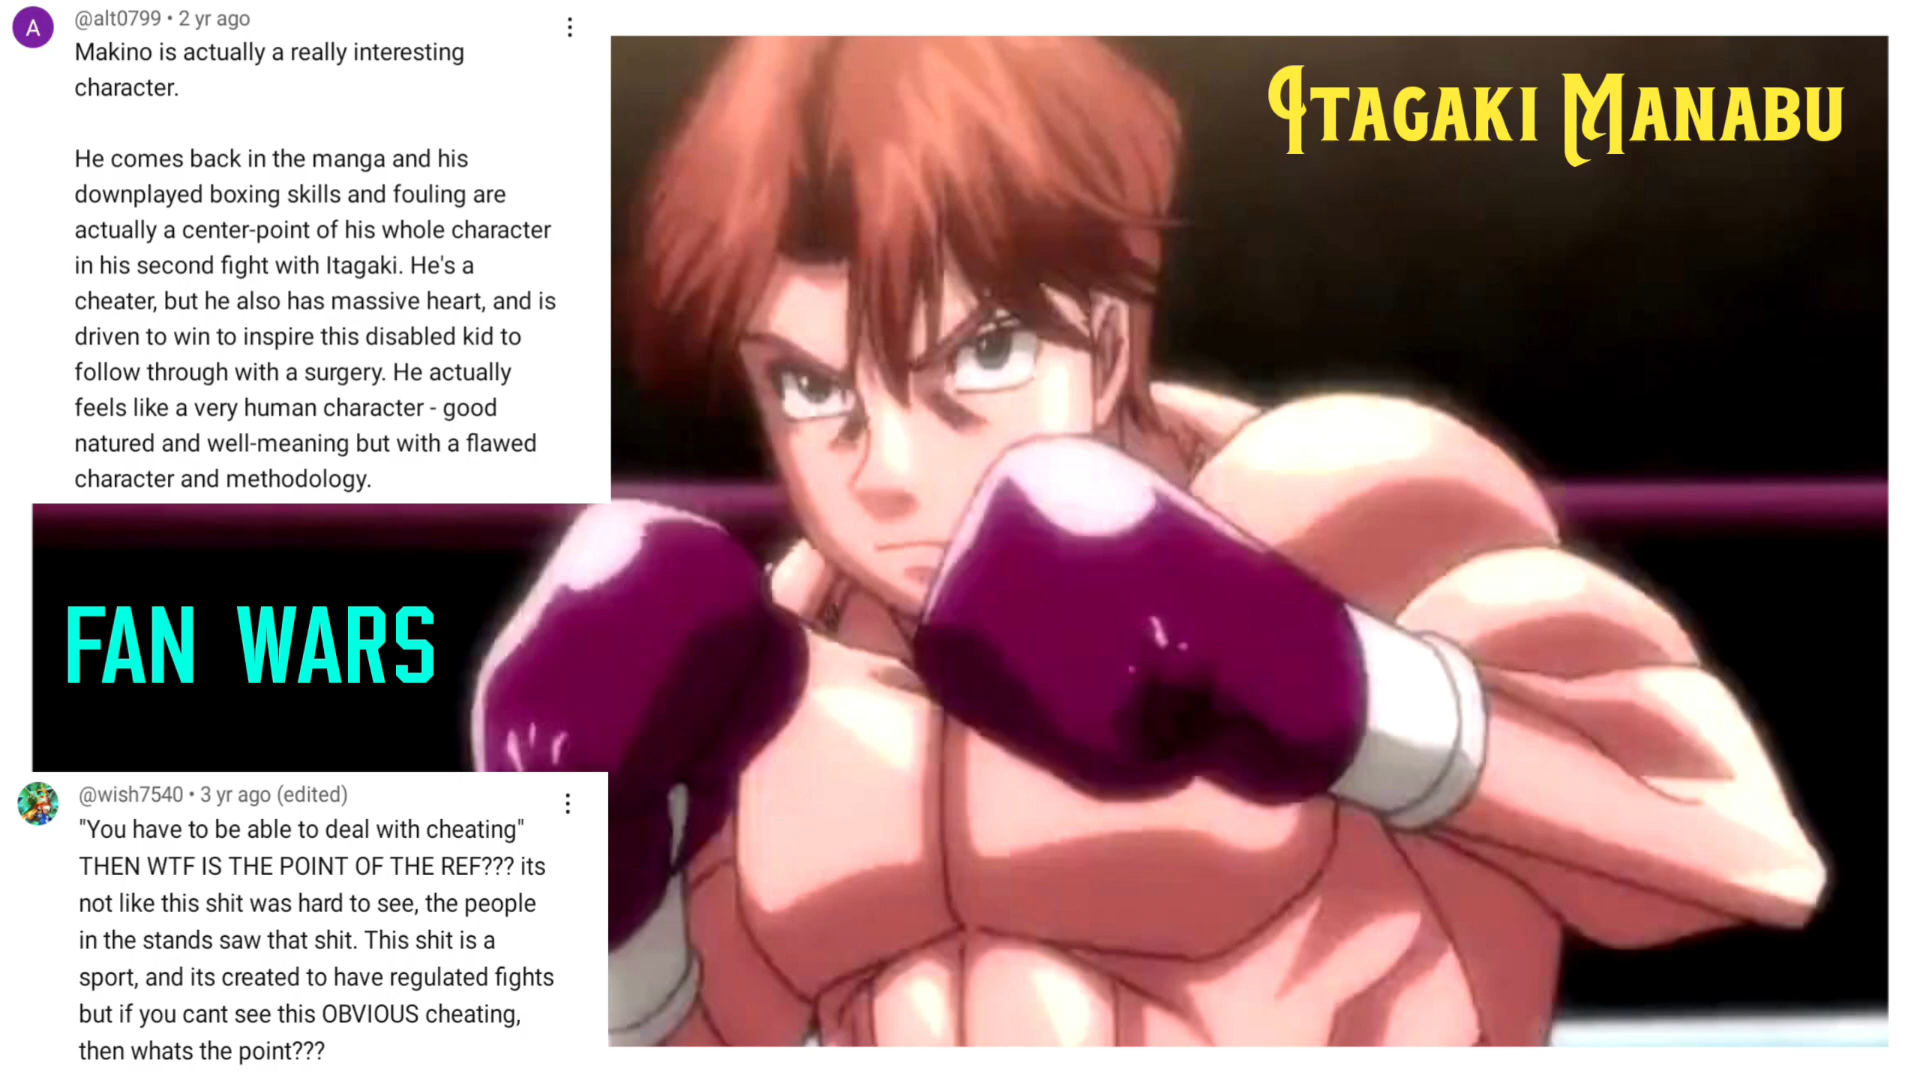 A
@alt0799 • 2 yr ago
Makino is actually a really interesting
character.
He comes back in the manga and his
downplayed boxing skills and fouling are
actually a center-point of his whole character
in his second fight with Itagaki. He's a
cheater, but he also has massive heart, and is
driven to win to inspire this disabled kid to
follow through with a surgery. He actually
feels like a very human character - good
natured and well-meaning but with a flawed
character and methodology.
ITAGAKI MANABU
FAN WARS
@wish7540 • 3 yr ago (edited)
"You have to be able to deal with cheating"
THEN WTF IS THE POINT OF THE REF??? its
not like this shit was hard to see, the people
in the stands saw that shit. This shit is a
sport, and its created to have regulated fights
but if you cant see this OBVIOUS cheating,
then whats the point???